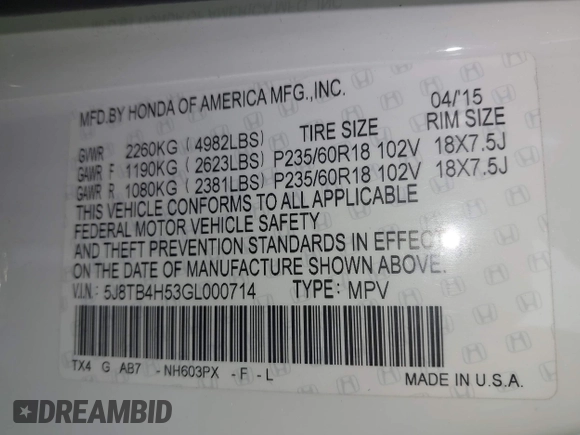 MFD.BY HONDA OF AMERICA MFG.,INC. 04/'15
TIRE SIZE RIM SIZE
GVWR 2260KG (4982LBS)
GAWR F 1190KG (2623LBS) P235/60R18 102V 18X7.5J
GAWR R 1080KG (2381LBS) P235/60R18 102V 18X7.5J
THIS VEHICLE CONFORMS TO ALL APPLICABLE
FEDERAL MOTOR VEHICLE SAFETY
AND THEFT PREVENTION STANDARDS IN EFFECT
ON THE DATE OF MANUFACTURE SHOWN ABOVE.
V.I.N.: 5J8TB4H53GL000714 TYPE: MPV
TX4 G AB7 -NH603PX -F -L
MADE IN U.S.A.
DREAMBID